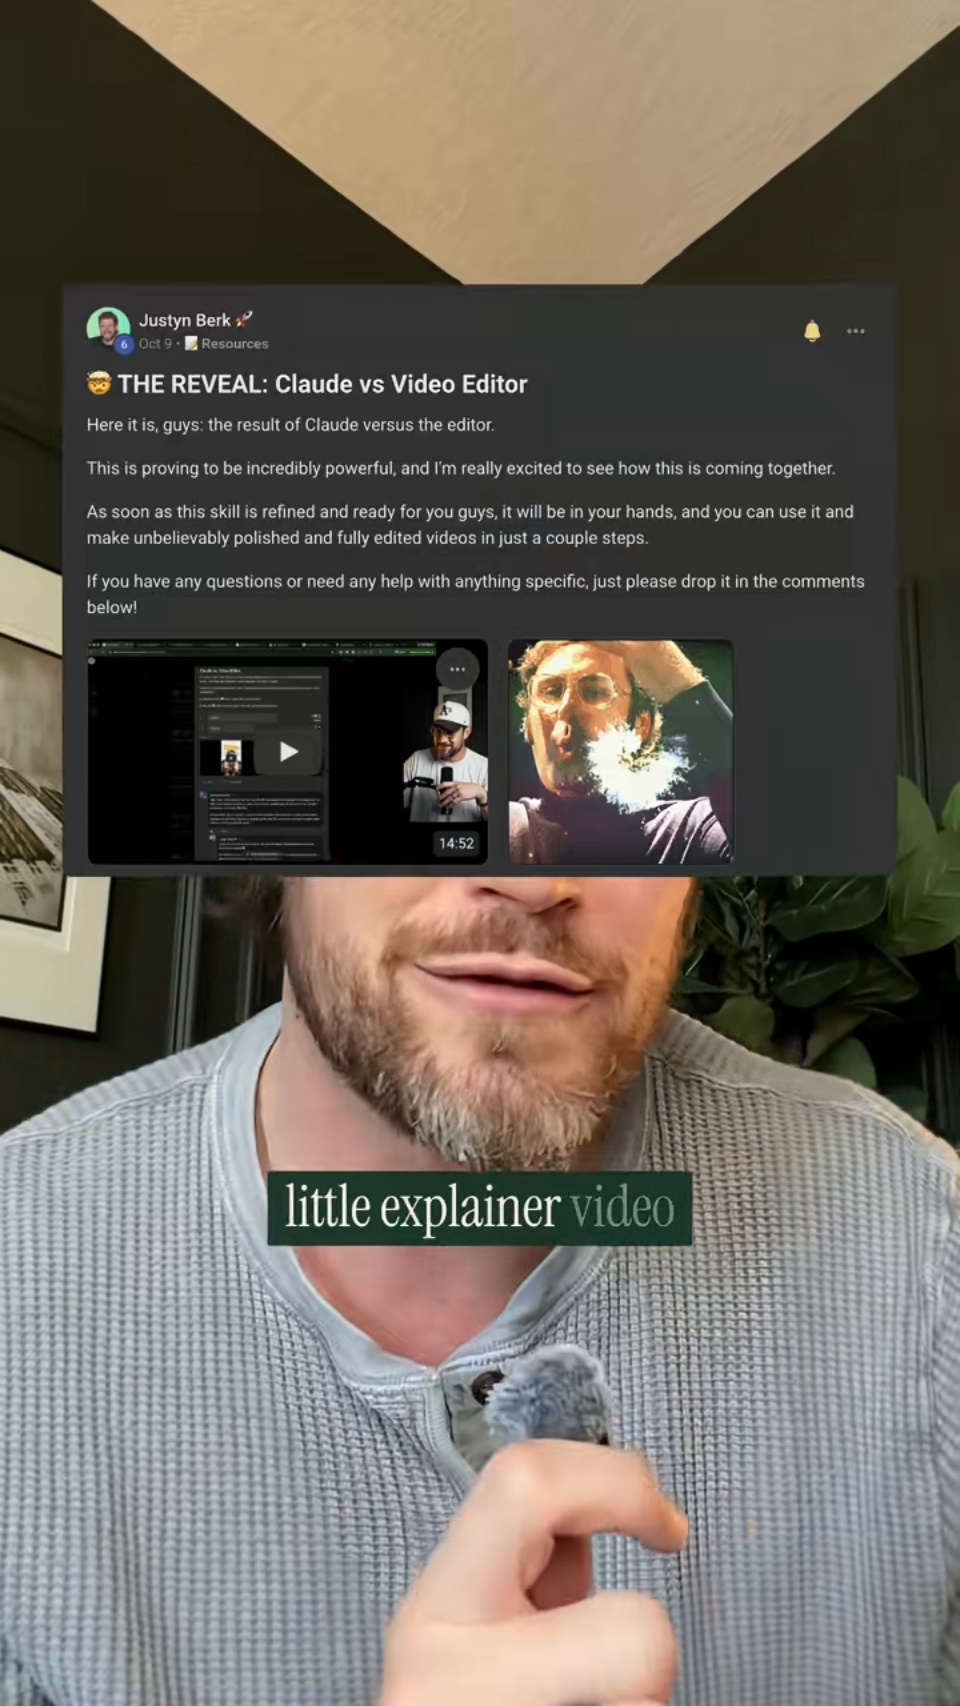 Justyn Berk 🚀
6
Oct 9 · 📝 Resources
🤯 THE REVEAL: Claude vs Video Editor
Here it is, guys: the result of Claude versus the editor.
This is proving to be incredibly powerful, and I'm really excited to see how this is coming together.
As soon as this skill is refined and ready for you guys, it will be in your hands, and you can use it and
make unbelievably polished and fully edited videos in just a couple steps.
If you have any questions or need any help with anything specific, just please drop it in the comments
below!
A's
14:52
little explainer video